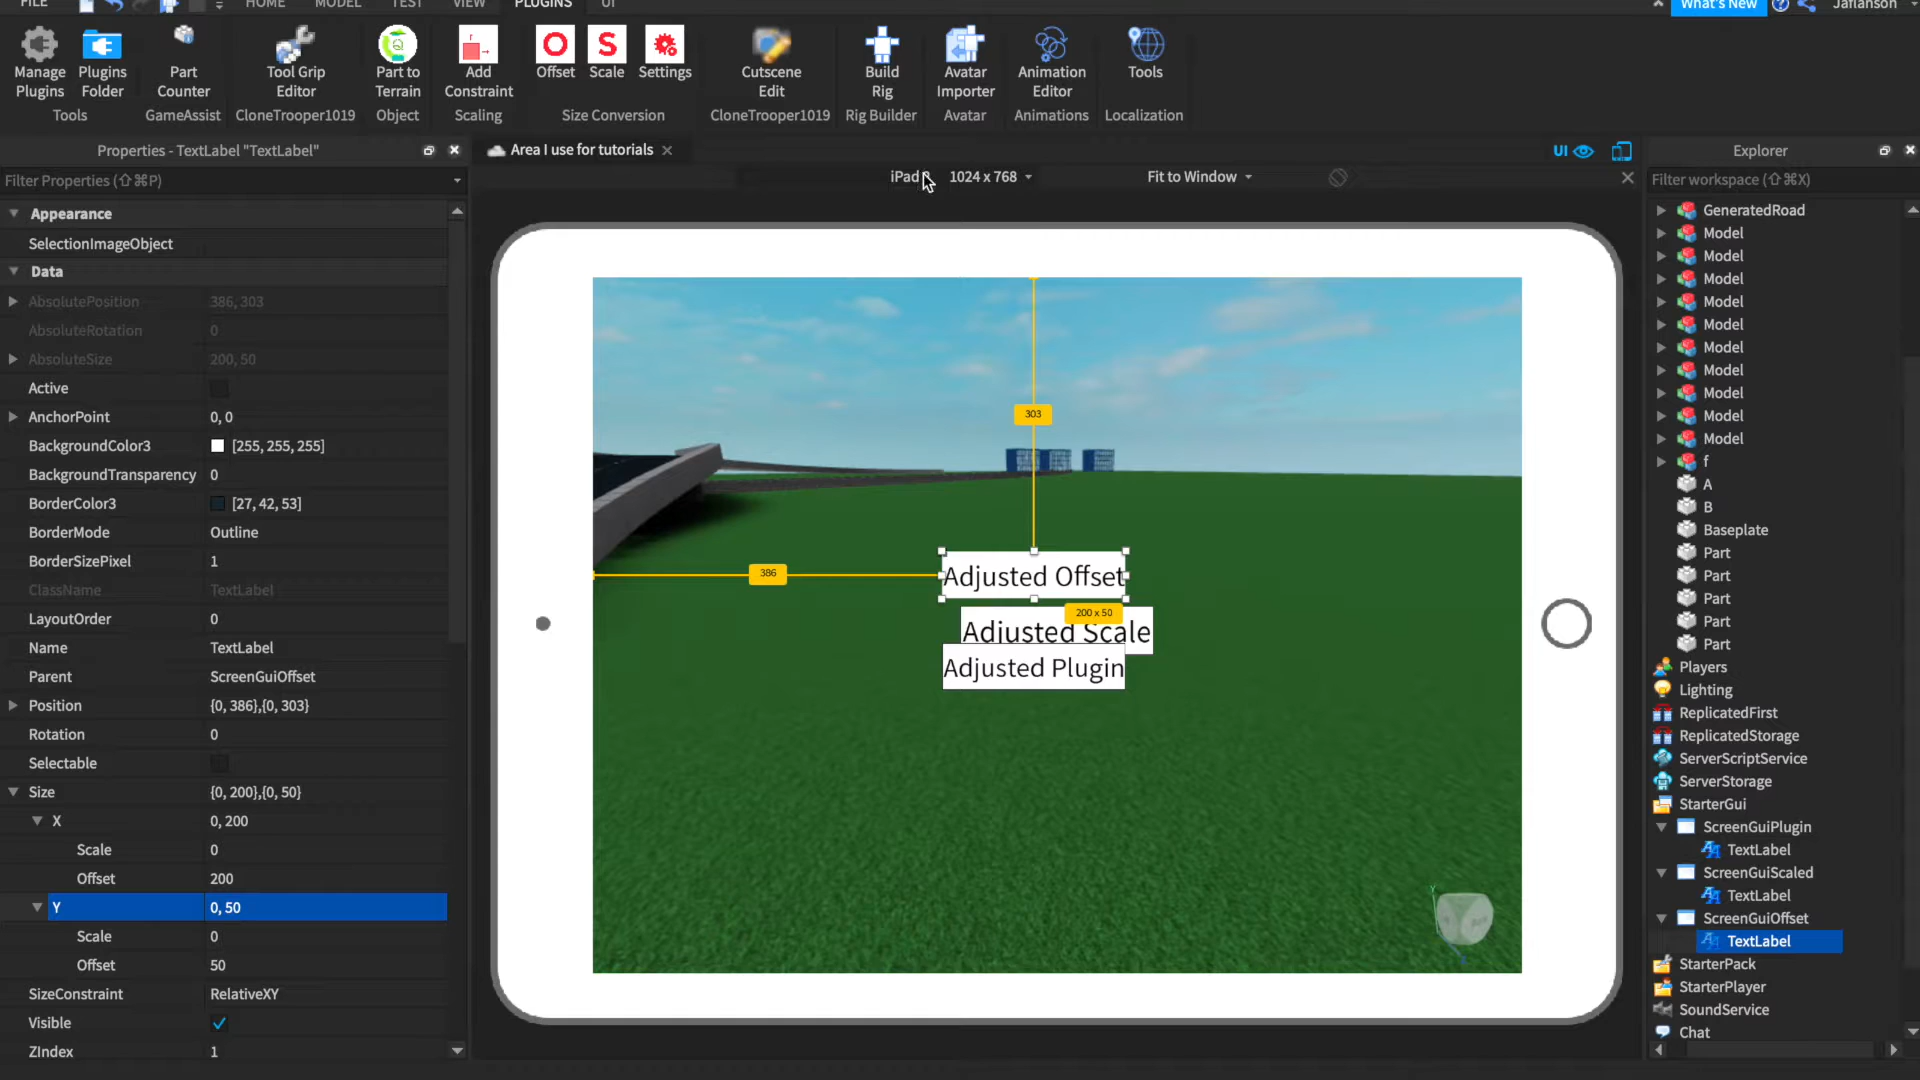 FILE
HOME
MODEL
TEST
VIEW
PLUGINS
UI
What's New
Jaflanson
Manage Plugins
Plugins Folder
Part Counter
Tool Grip Editor
Part to Terrain
Add Constraint
Offset
Scale
Settings
Cutscene Edit
Build Rig
Avatar Importer
Animation Editor
Tools
Tools
GameAssist
CloneTrooper1019
Object
Scaling
Size Conversion
CloneTrooper1019
Rig Builder
Avatar
Animations
Localization
Properties - TextLabel "TextLabel"
Filter Properties (⇧⌘P)
Appearance
SelectionImageObject
Data
AbsolutePosition 386, 303
AbsoluteRotation 0
AbsoluteSize 200, 50
Active
AnchorPoint 0, 0
BackgroundColor3 [255, 255, 255]
BackgroundTransparency 0
BorderColor3 [27, 42, 53]
BorderMode Outline
BorderSizePixel 1
ClassName TextLabel
LayoutOrder 0
Name TextLabel
Parent ScreenGuiOffset
Position {0, 386},{0, 303}
Rotation 0
Selectable
Size {0, 200},{0, 50}
X 0, 200
Scale 0
Offset 200
Y 0, 50
Scale 0
Offset 50
SizeConstraint RelativeXY
Visible
ZIndex 1
Area I use for tutorials
UI
iPad
1024 x 768
Fit to Window
303
386
Adjusted Offset
200 x 50
Adjusted Scale
Adjusted Plugin
Y
Explorer
Filter workspace (⇧⌘X)
GeneratedRoad
Model
Model
Model
Model
Model
Model
Model
Model
Model
Model
f
A
B
Baseplate
Part
Part
Part
Part
Part
Players
Lighting
ReplicatedFirst
ReplicatedStorage
ServerScriptService
ServerStorage
StarterGui
ScreenGuiPlugin
TextLabel
ScreenGuiScaled
TextLabel
ScreenGuiOffset
TextLabel
StarterPack
StarterPlayer
SoundService
Chat